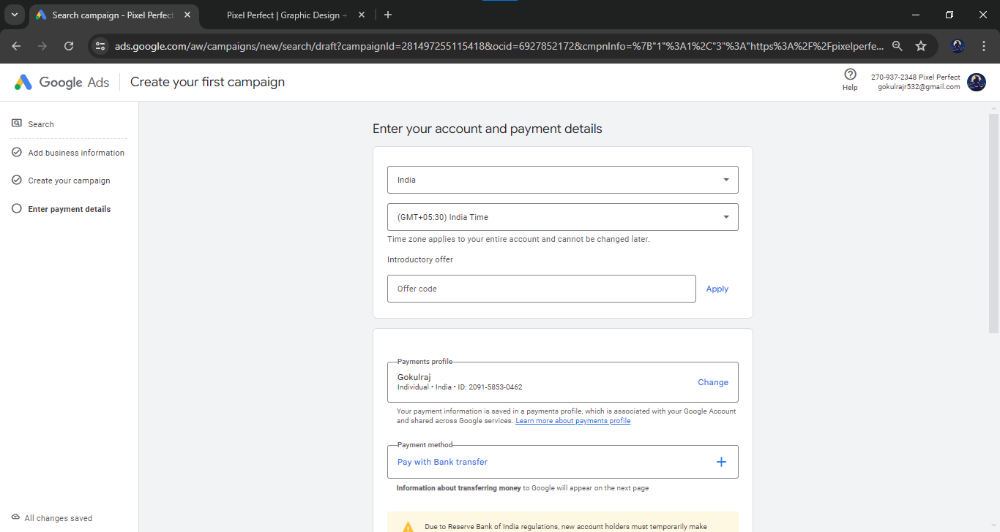 Search campaign - Pixel Perfect
Pixel Perfect | Graphic Design +
ads.google.com/aw/campaigns/new/search/draft?campaignId=281497255115418&ocid=6927852172&cmpnInfo=%7B"1"%3A1%2C"3"%3A"https%3A%2F%2Fpixelperfe...
Google Ads
Create your first campaign
Help
270-937-2348 Pixel Perfect
gokulrajr532@gmail.com
Search
Add business information
Create your campaign
Enter payment details
All changes saved
Enter your account and payment details
India
(GMT+05:30) India Time
Time zone applies to your entire account and cannot be changed later.
Introductory offer
Offer code
Apply
Payments profile
Gokulraj
Individual • India • ID: 2091-5853-0462
Change
Your payment information is saved in a payments profile, which is associated with your Google Account
and shared across Google services. Learn more about payments profile
Payment method
Pay with Bank transfer
Information about transferring money to Google will appear on the next page
Due to Reserve Bank of India regulations, new account holders must temporarily make